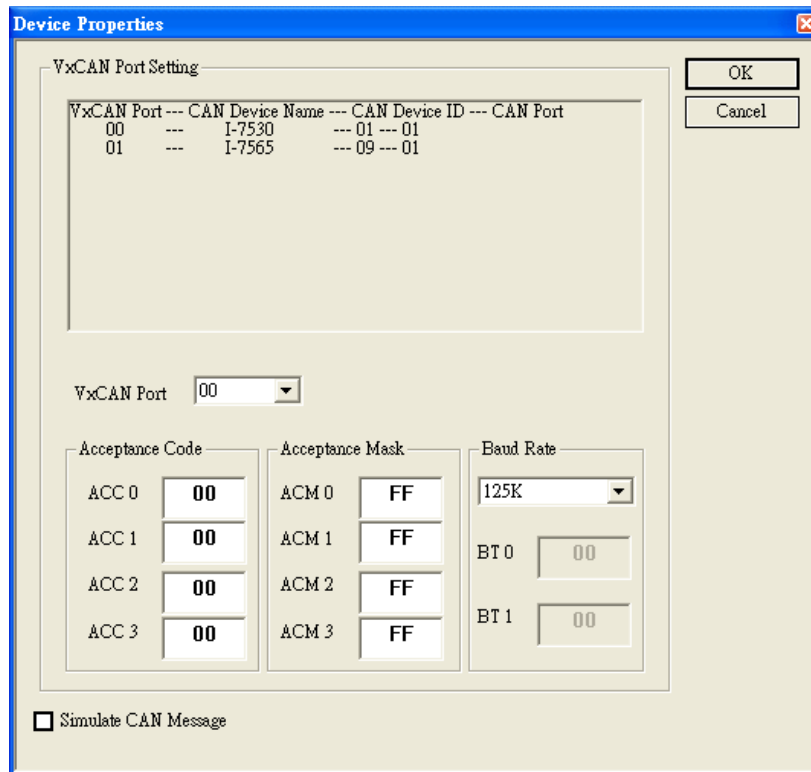 Device Properties
VxCAN Port Setting
OK
Cancel
VxCAN Port --- CAN Device Name --- CAN Device ID --- CAN Port
00 --- I-7530 --- 01 --- 01
01 --- I-7565 --- 09 --- 01
VxCAN Port 00
Acceptance Code
ACC 0 00
ACC 1 00
ACC 2 00
ACC 3 00
Acceptance Mask
ACM 0 FF
ACM 1 FF
ACM 2 FF
ACM 3 FF
Baud Rate
125K
BT 0 00
BT 1 00
Simulate CAN Message